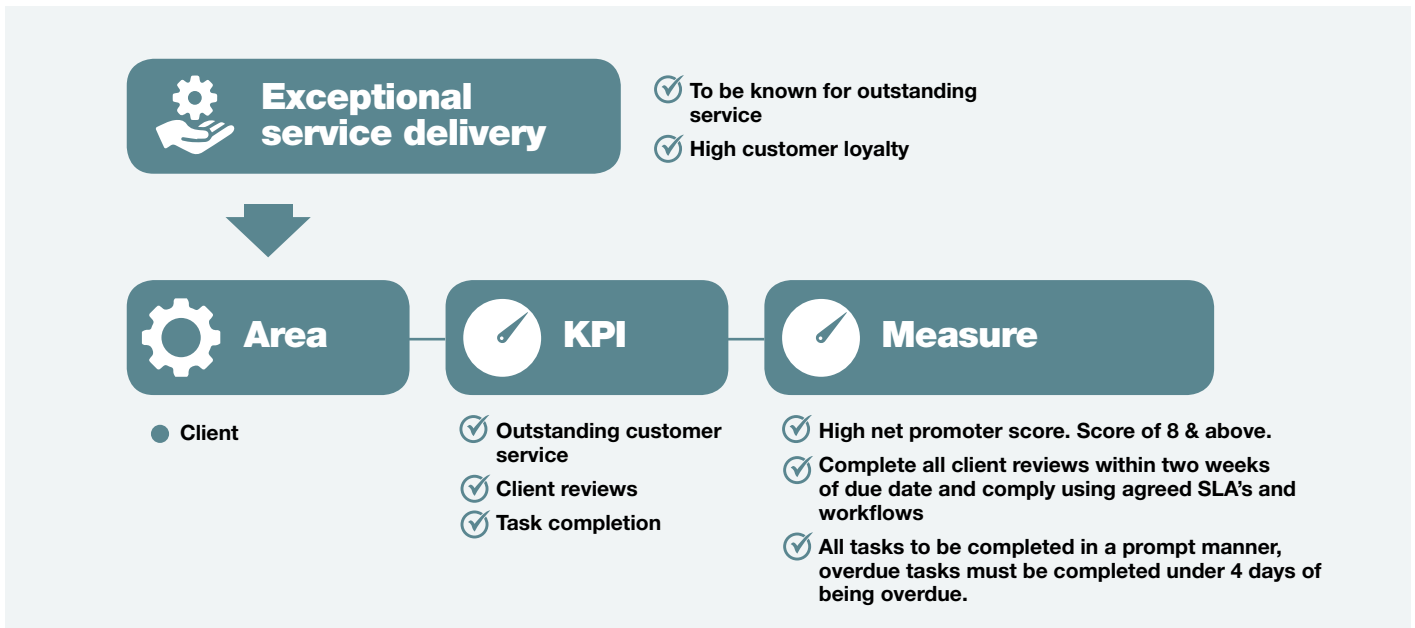 Exceptional
service delivery
To be known for outstanding
service
High customer loyalty
Area
KPI
Measure
Client
Outstanding customer
service
Client reviews
Task completion
High net promoter score. Score of 8 & above.
Complete all client reviews within two weeks
of due date and comply using agreed SLA's and
workflows
All tasks to be completed in a prompt manner,
overdue tasks must be completed under 4 days of
being overdue.